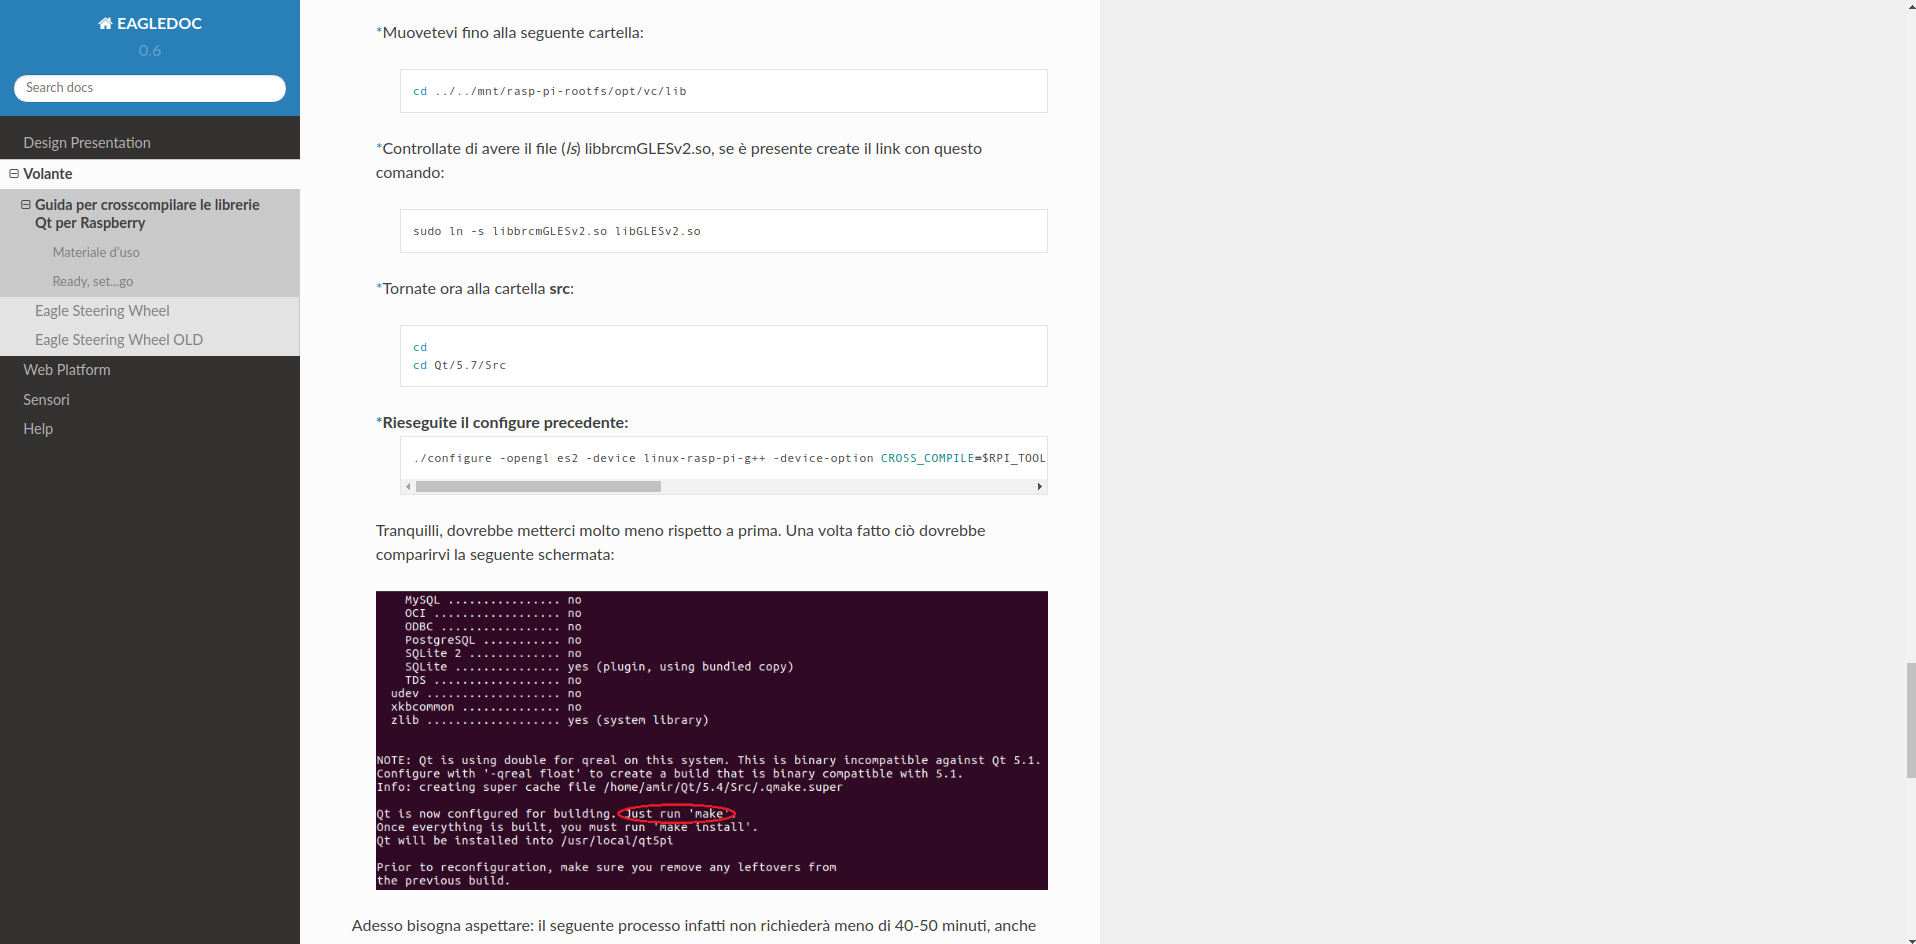 EAGLEDOC
0.6
Search docs
Design Presentation
Volante
Guida per crosscompilare le librerie
Qt per Raspberry
Materiale d'uso
Ready, set...go
Eagle Steering Wheel
Eagle Steering Wheel OLD
Web Platform
Sensori
Help
*Muovetevi fino alla seguente cartella:
cd ../../mnt/rasp-pi-rootfs/opt/vc/lib
*Controllate di avere il file (ls) libbrcmGLESv2.so, se è presente create il link con questo
comando:
sudo ln -s libbrcmGLESv2.so libGLESv2.so
*Tornate ora alla cartella src:
cd
cd Qt/5.7/Src
*Rieseguite il configure precedente:
./configure -opengl es2 -device linux-rasp-pi-g++ -device-option CROSS_COMPILE=$RPI_TOOL
Tranquilli, dovrebbe metterci molto meno rispetto a prima. Una volta fatto ciò dovrebbe
comparirvi la seguente schermata:
MySQL ................ no
OCI .................. no
ODBC ................. no
PostgreSQL ........... no
SQLite 2 ............. no
SQLite ............... yes (plugin, using bundled copy)
TDS .................. no
udev ................... no
xkbcommon .............. no
zlib ................... yes (system library)
NOTE: Qt is using double for qreal on this system. This is binary incompatible against Qt 5.1.
Configure with '-qreal float' to create a build that is binary compatible with 5.1.
Info: creating super cache file /home/amir/Qt/5.4/Src/.qmake.super
Qt is now configured for building. Just run 'make'.
Once everything is built, you must run 'make install'.
Qt will be installed into /usr/local/qt5pi
Prior to reconfiguration, make sure you remove any leftovers from
the previous build.
Adesso bisogna aspettare: il seguente processo infatti non richiederà meno di 40-50 minuti, anche